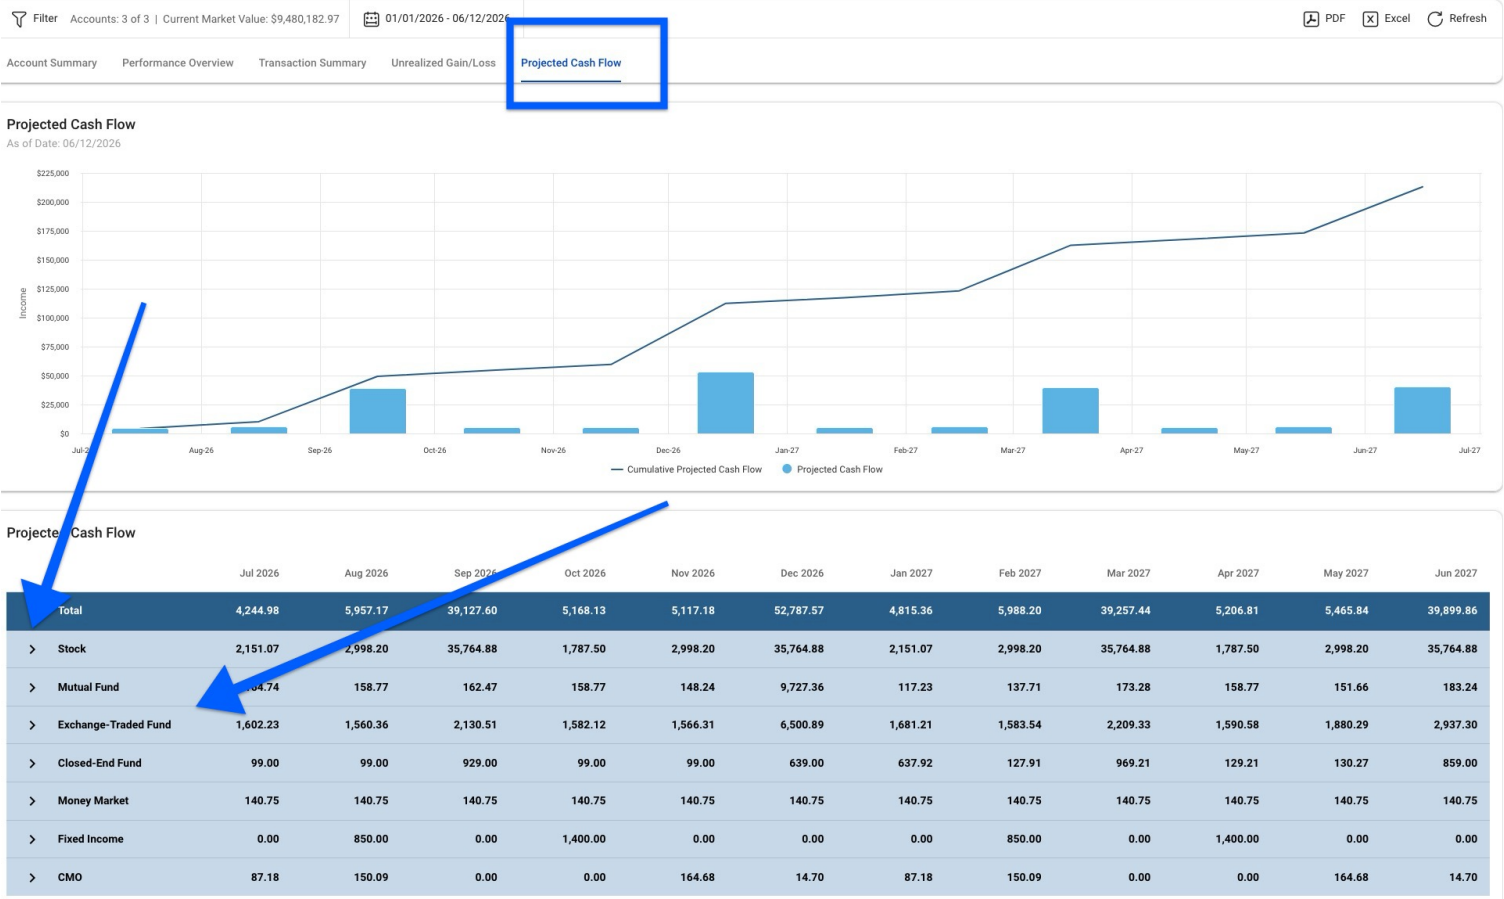 Filter Accounts: 3 of 3 | Current Market Value: $9,480,182.97 01/01/2026 - 06/12/2026 PDF Excel Refresh
Account Summary Performance Overview Transaction Summary Unrealized Gain/Loss Projected Cash Flow
Projected Cash Flow
As of Date: 06/12/2026
$225,000
$200,000
$175,000
$150,000
$125,000
$100,000
$75,000
$50,000
$25,000
$0
Income
Aug-26 Sep-26 Oct-26 Nov-26 Dec-26 Jan-27 Feb-27 Mar-27 Apr-27 May-27 Jun-27 Jul-27
Cumulative Projected Cash Flow Projected Cash Flow
Projected Cash Flow
Jul 2026 Aug 2026 Sep 2026 Oct 2026 Nov 2026 Dec 2026 Jan 2027 Feb 2027 Mar 2027 Apr 2027 May 2027 Jun 2027
Total 4,244.98 5,957.17 39,127.60 5,168.13 5,117.18 52,787.57 4,815.36 5,988.20 39,257.44 5,206.81 5,465.84 39,899.86
Stock 2,151.07 2,998.20 35,764.88 1,787.50 2,998.20 35,764.88 2,151.07 2,998.20 35,764.88 1,787.50 2,998.20 35,764.88
Mutual Fund 158.77 162.47 158.77 148.24 9,727.36 117.23 137.71 173.28 158.77 151.66 183.24
Exchange-Traded Fund 1,602.23 1,560.36 2,130.51 1,582.12 1,566.31 6,500.89 1,681.21 1,583.54 2,209.33 1,590.58 1,880.29 2,937.30
Closed-End Fund 99.00 99.00 929.00 99.00 99.00 639.00 637.92 127.91 969.21 129.21 130.27 859.00
Money Market 140.75 140.75 140.75 140.75 140.75 140.75 140.75 140.75 140.75 140.75 140.75 140.75
Fixed Income 0.00 850.00 0.00 1,400.00 0.00 0.00 0.00 850.00 0.00 1,400.00 0.00 0.00
CMO 87.18 150.09 0.00 0.00 164.68 14.70 87.18 150.09 0.00 0.00 164.68 14.70